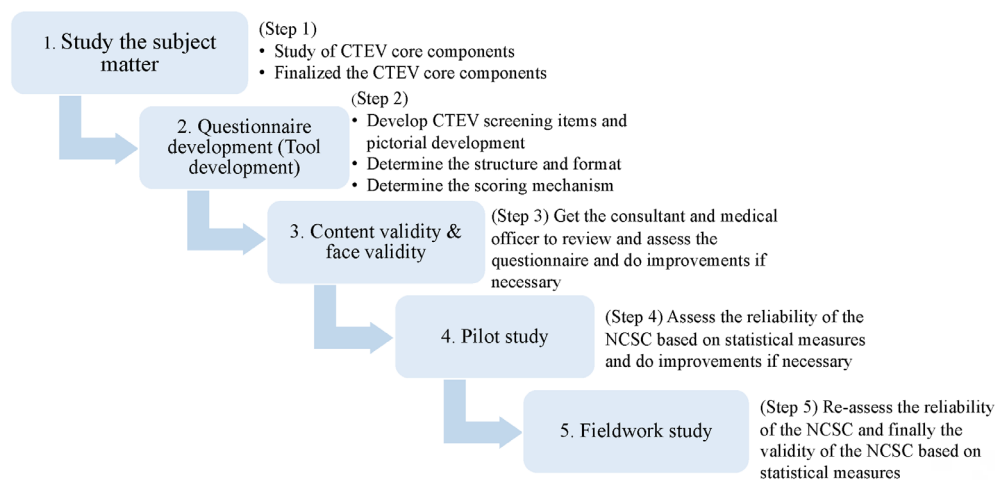 1. Study the subject
matter
(Step 1)
• Study of CTEV core components
• Finalized the CTEV core components
2. Questionnaire
development (Tool
development)
(Step 2)
• Develop CTEV screening items and
pictorial development
• Determine the structure and format
• Determine the scoring mechanism
3. Content validity &
face validity
(Step 3) Get the consultant and medical
officer to review and assess the
questionnaire and do improvements if
necessary
4. Pilot study
(Step 4) Assess the reliability of the
NCSC based on statistical measures
and do improvements if necessary
5. Fieldwork study
(Step 5) Re-assess the reliability
of the NCSC and finally the
validity of the NCSC based on
statistical measures